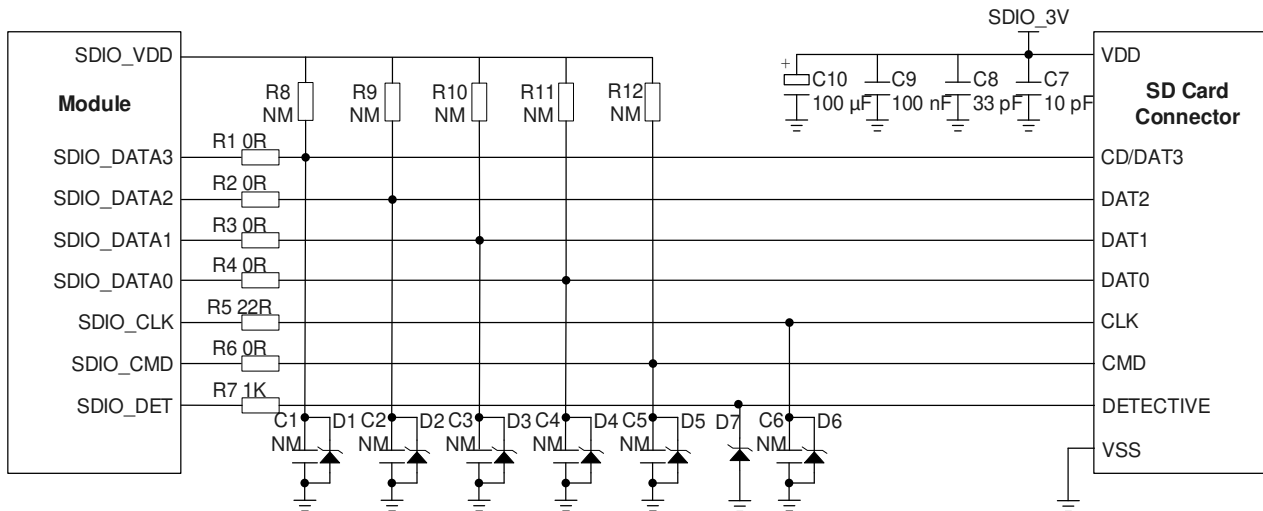 SDIO_3V
SDIO_VDD
VDD
+
C10
C9
C8
C7
100 µF
100 nF
33 pF
10 pF
R8
R9
R10
R11
R12
NM
NM
NM
NM
NM
Module
SD Card
Connector
SDIO_DATA3
R1 0R
CD/DAT3
SDIO_DATA2
R2 0R
DAT2
SDIO_DATA1
R3 0R
DAT1
SDIO_DATA0
R4 0R
DAT0
SDIO_CLK
R5 22R
CLK
SDIO_CMD
R6 0R
CMD
SDIO_DET
R7 1K
DETECTIVE
C1
D1
C2
D2
C3
D3
C4
D4
C5
D5
D7
C6
D6
NM
NM
NM
NM
NM
NM
VSS